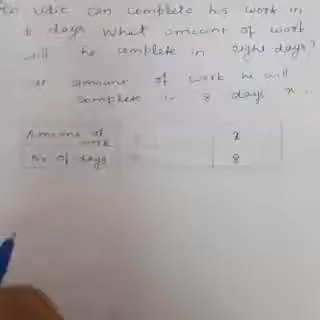 can complete his work in
days What amount of work
will he complete in right days?
amount of work he will
complete in 8 days x
Amount of work x
No of days 8